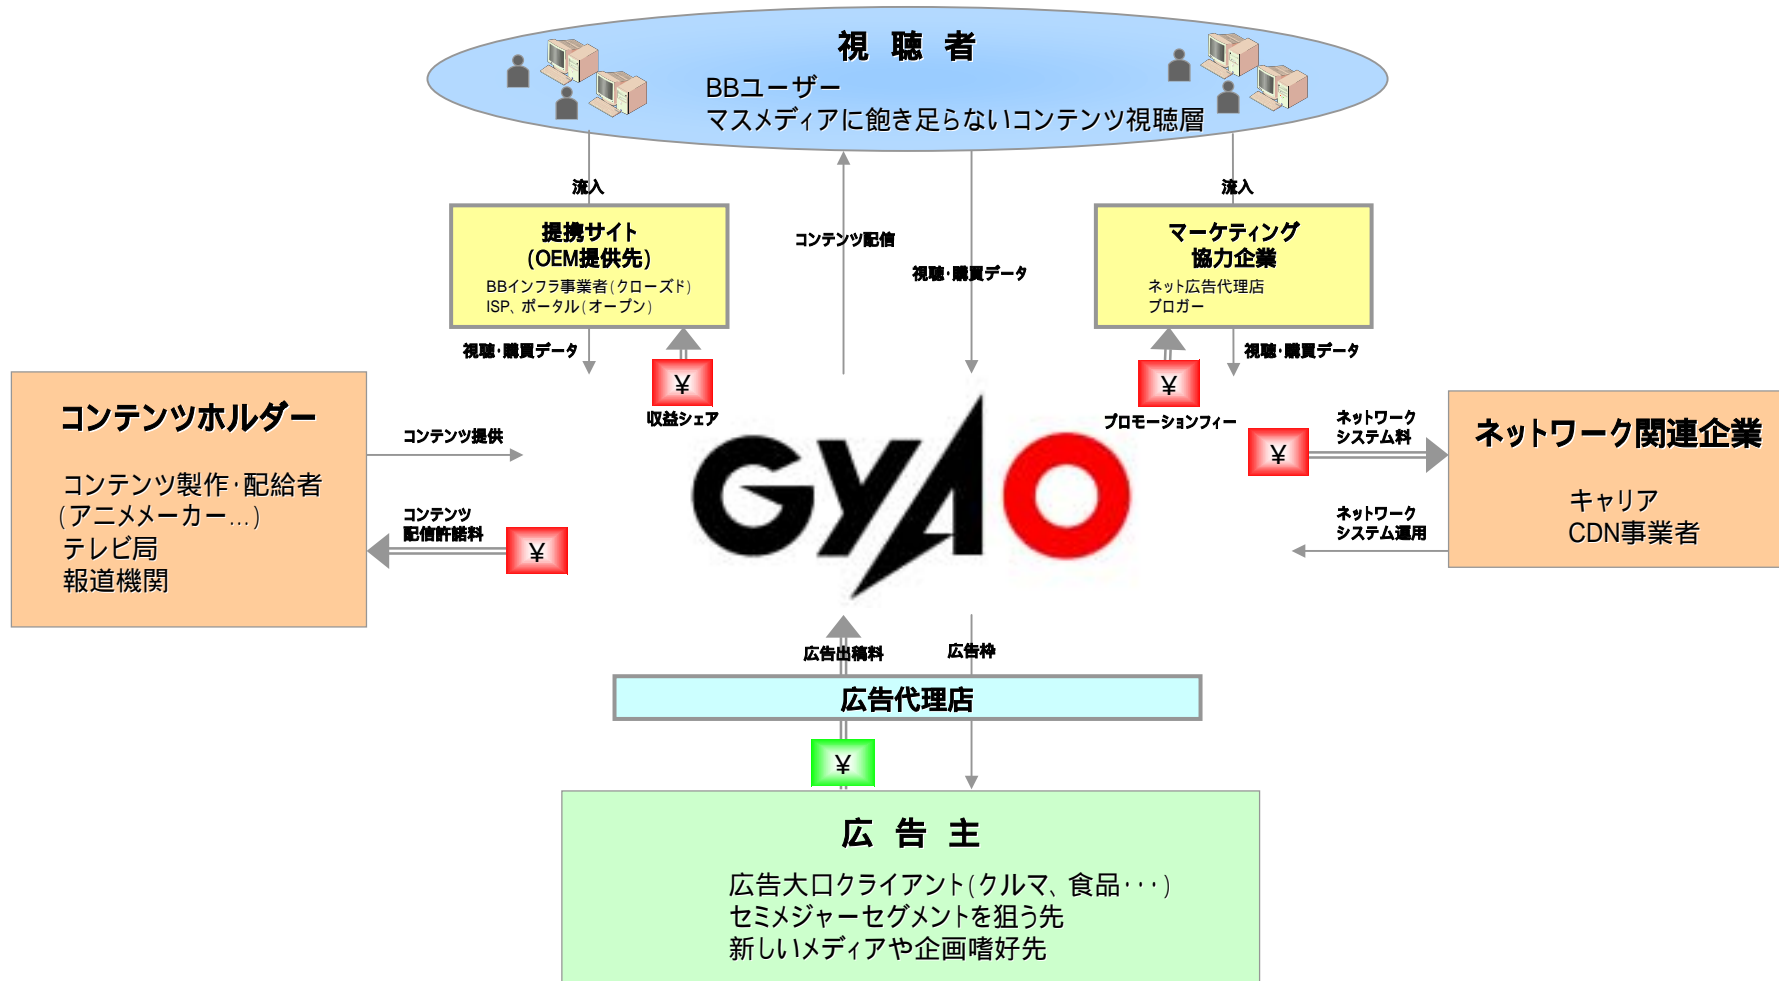 視 聴 者
BBユーザー
マスメディアに飽き足らないコンテンツ視聴層
流入
流入
提携サイト
(OEM提供先)
BBインフラ事業者(クローズド)
ISP、ポータル(オープン)
コンテンツ配信
視聴・購買データ
マーケティング
協力企業
ネット広告代理店
ブロガー
視聴・購買データ
¥
収益シェア
¥
プロモーションフィー
視聴・購買データ
コンテンツホルダー
コンテンツ製作・配給者
(アニメメーカー…)
テレビ局
報道機関
コンテンツ提供
コンテンツ
配信許諾料
¥
GYAO
¥
ネットワーク
システム料
ネットワーク
システム運用
ネットワーク関連企業
キャリア
CDN事業者
広告出稿料
広告枠
広告代理店
¥
広 告 主
広告大口クライアント(クルマ、食品・・・)
セミメジャーセグメントを狙う先
新しいメディアや企画嗜好先